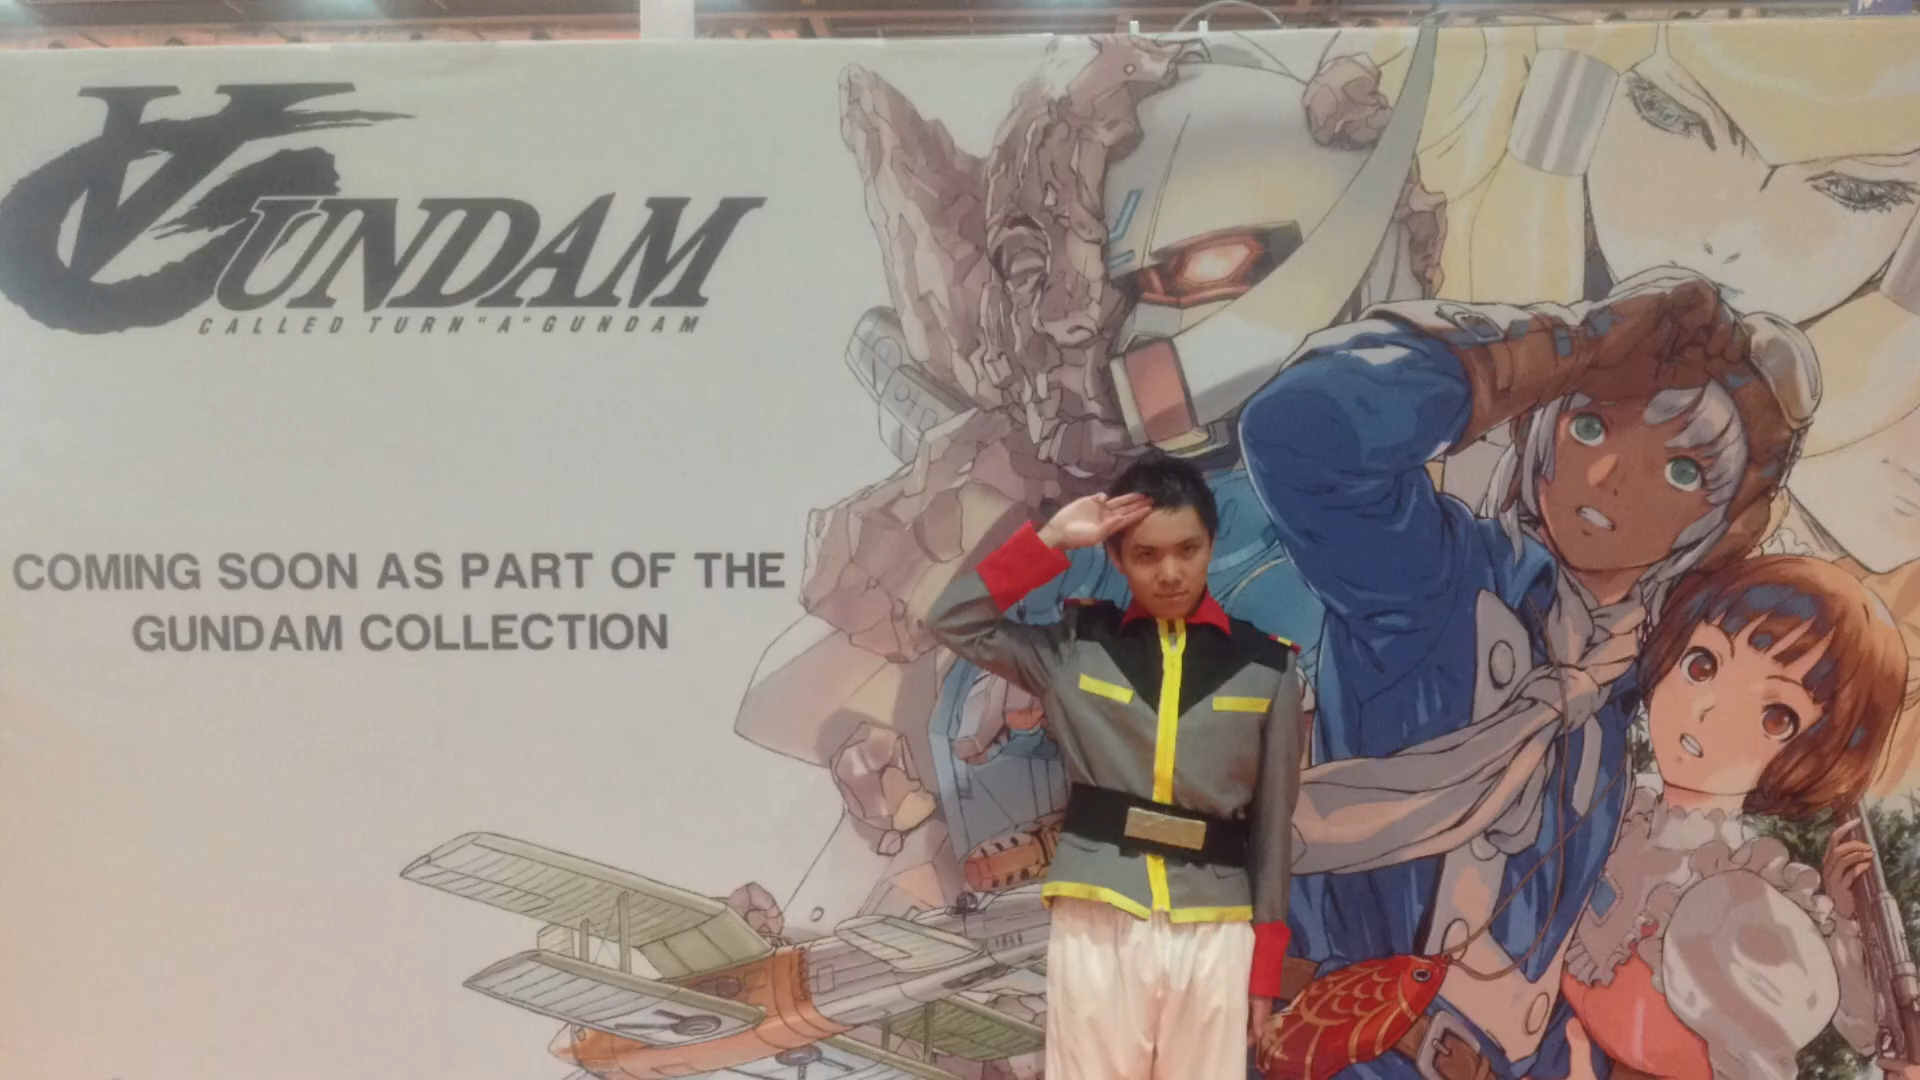 ∀GUNDAM
CALLED TURN "A" GUNDAM
COMING SOON AS PART OF THE
GUNDAM COLLECTION